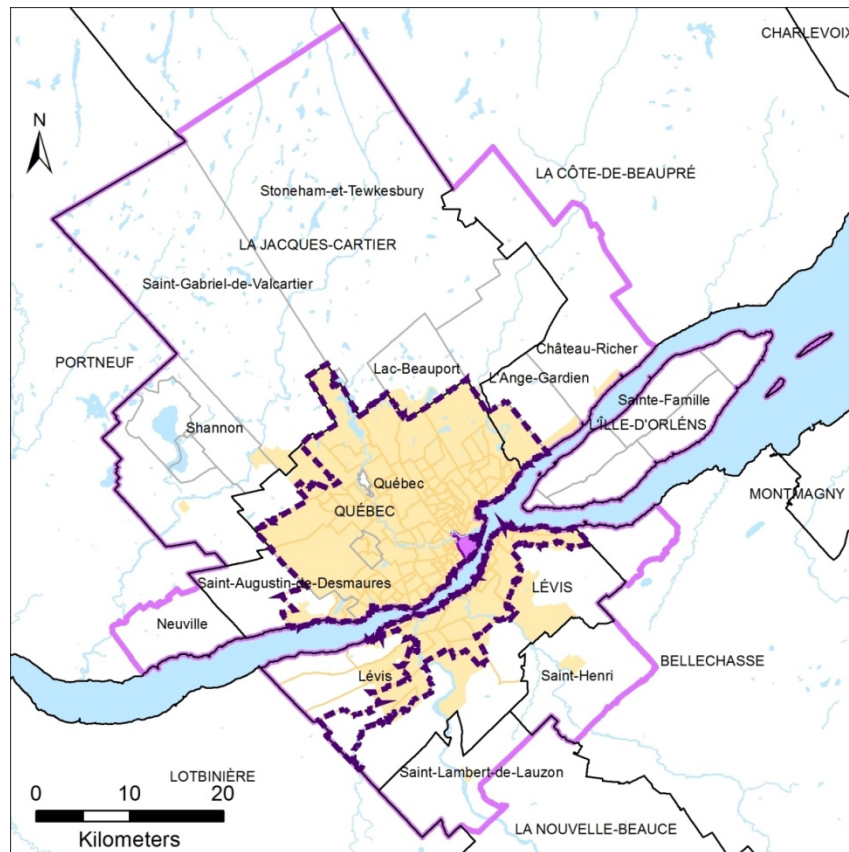 CHARLEVOIX
N
LA CÔTE-DE-BEAUPRÉ
Stoneham-et-Tewkesbury
LA JACQUES-CARTIER
Saint-Gabriel-de-Valcartier
Château-Richer
PORTNEUF
Lac-Beauport
L'Ange-Gardien
Sainte-Famille
L'ÎLE-D'ORLÉNS
Shannon
Québec
MONTMAGNY
QUÉBEC
Saint-Augustin-de-Desmaures
LÉVIS
Neuville
BELLECHASSE
Lévis
Saint-Henri
LOTBINIÈRE
Saint-Lambert-de-Lauzon
0 10 20
Kilometers
LA NOUVELLE-BEAUCE